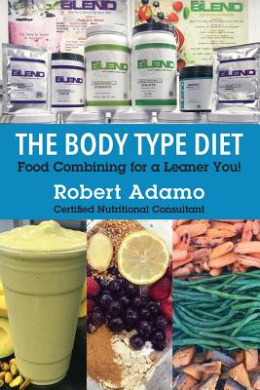 BLEND
BLEND
BLEND
BLEND
BLEND
BLEND
THE BODY TYPE DIET
Food Combining for a Leaner You!
Robert Adamo
Certified Nutritional Consultant